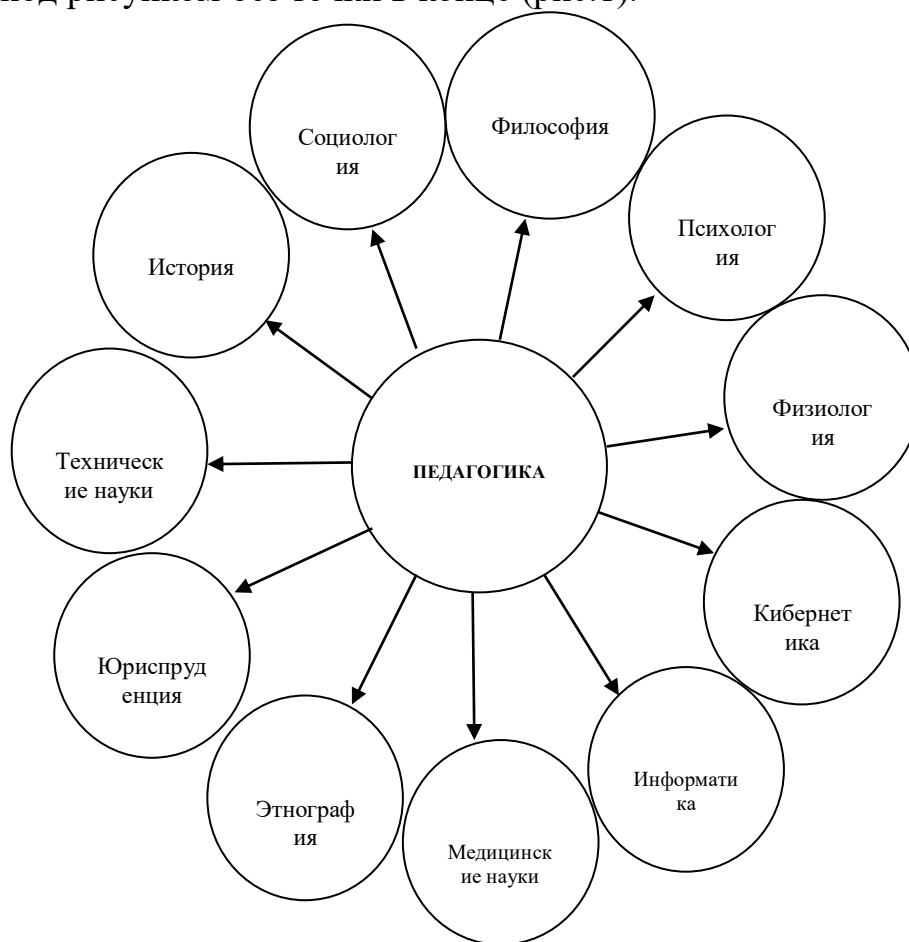 под рисунком без точки в конце (рис.1).
Философия
Социолог
ия
Психолог
ия
История
Физиолог
ия
Техническ
ие науки
ПЕДАГОГИКА
Кибернет
ика
Юриспруд
енция
Информати
ка
Этнограф
ия
Медицинск
ие науки